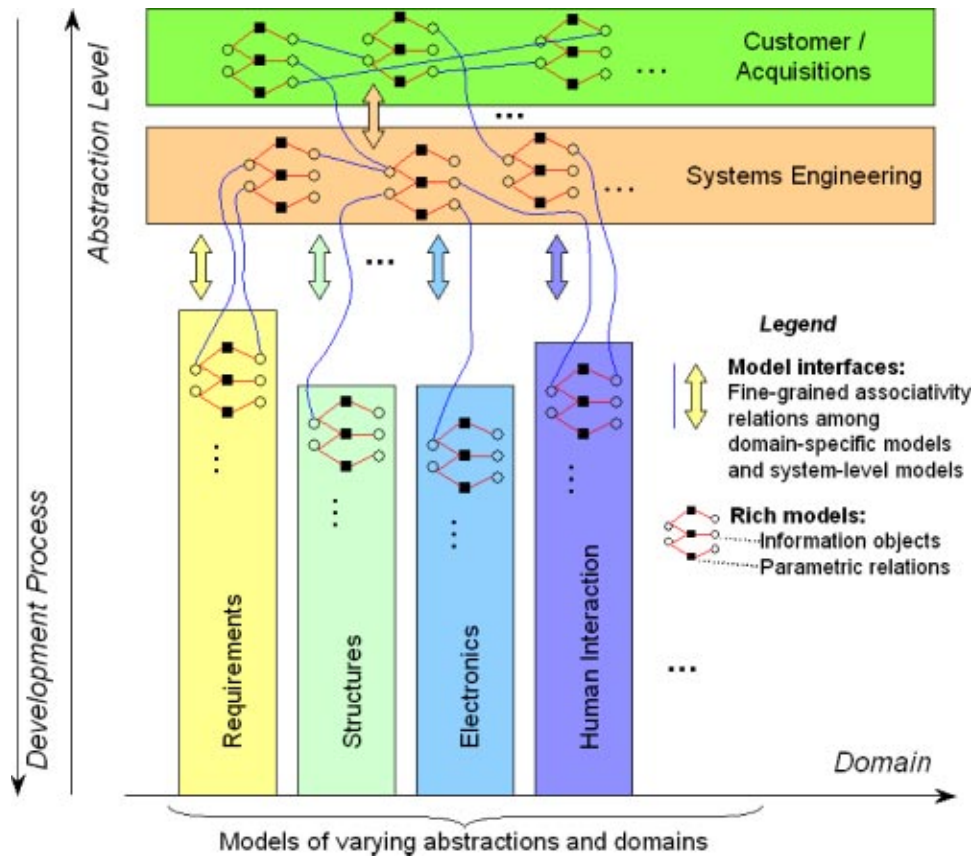 Customer /
Acquisitions
...
...
Systems Engineering
...
...
Abstraction Level
Development Process
Legend
Model interfaces:
Fine-grained associativity
relations among
domain-specific models
and system-level models
Rich models:
Information objects
Parametric relations
Requirements
Structures
Electronics
Human Interaction
...
Domain
Models of varying abstractions and domains